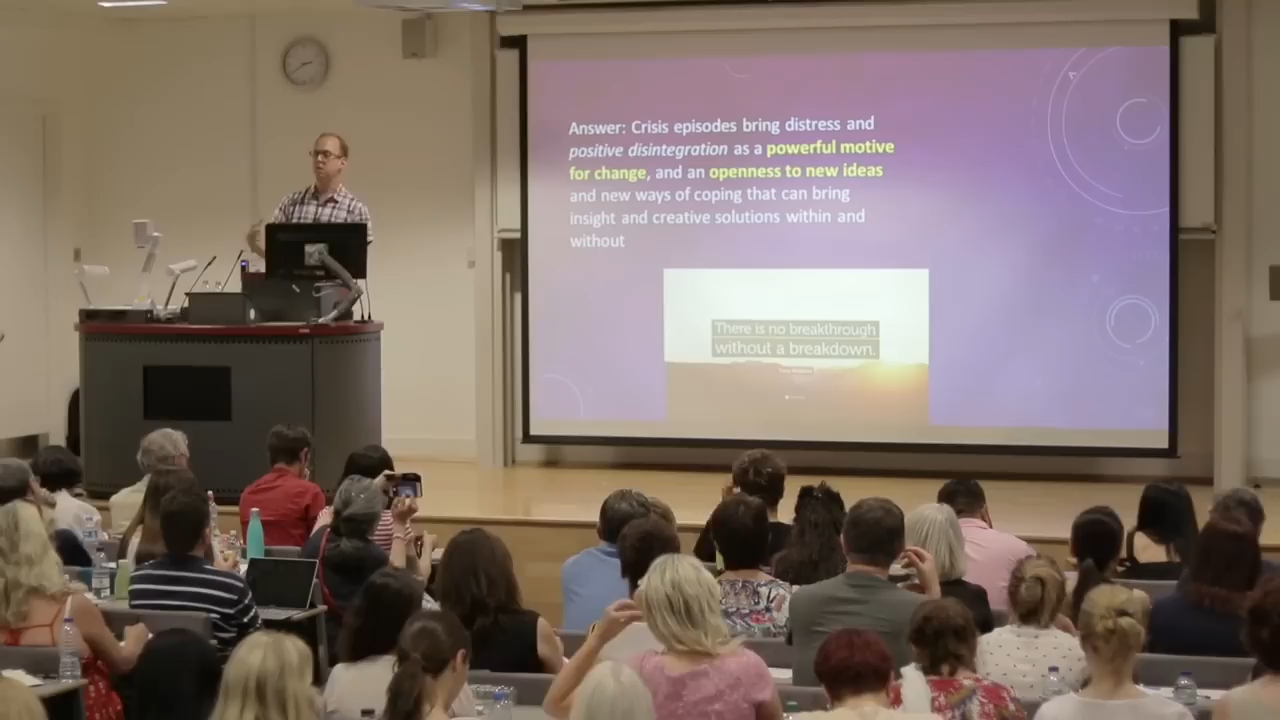 Answer: Crisis episodes bring distress and
positive disintegration as a powerful motive
for change, and an openness to new ideas
and new ways of coping that can bring
insight and creative solutions within and
without
There is no breakthrough
without a breakdown.